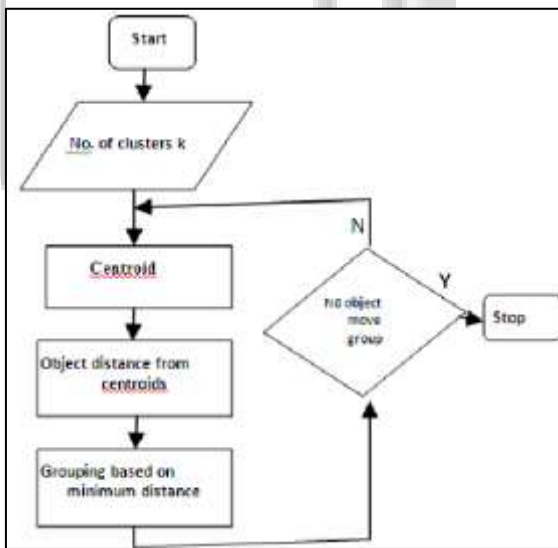 Start
No. of clusters k
N
Centroid
Y
No object
move
group
Stop
Object distance from
centroids
Grouping based on
minimum distance